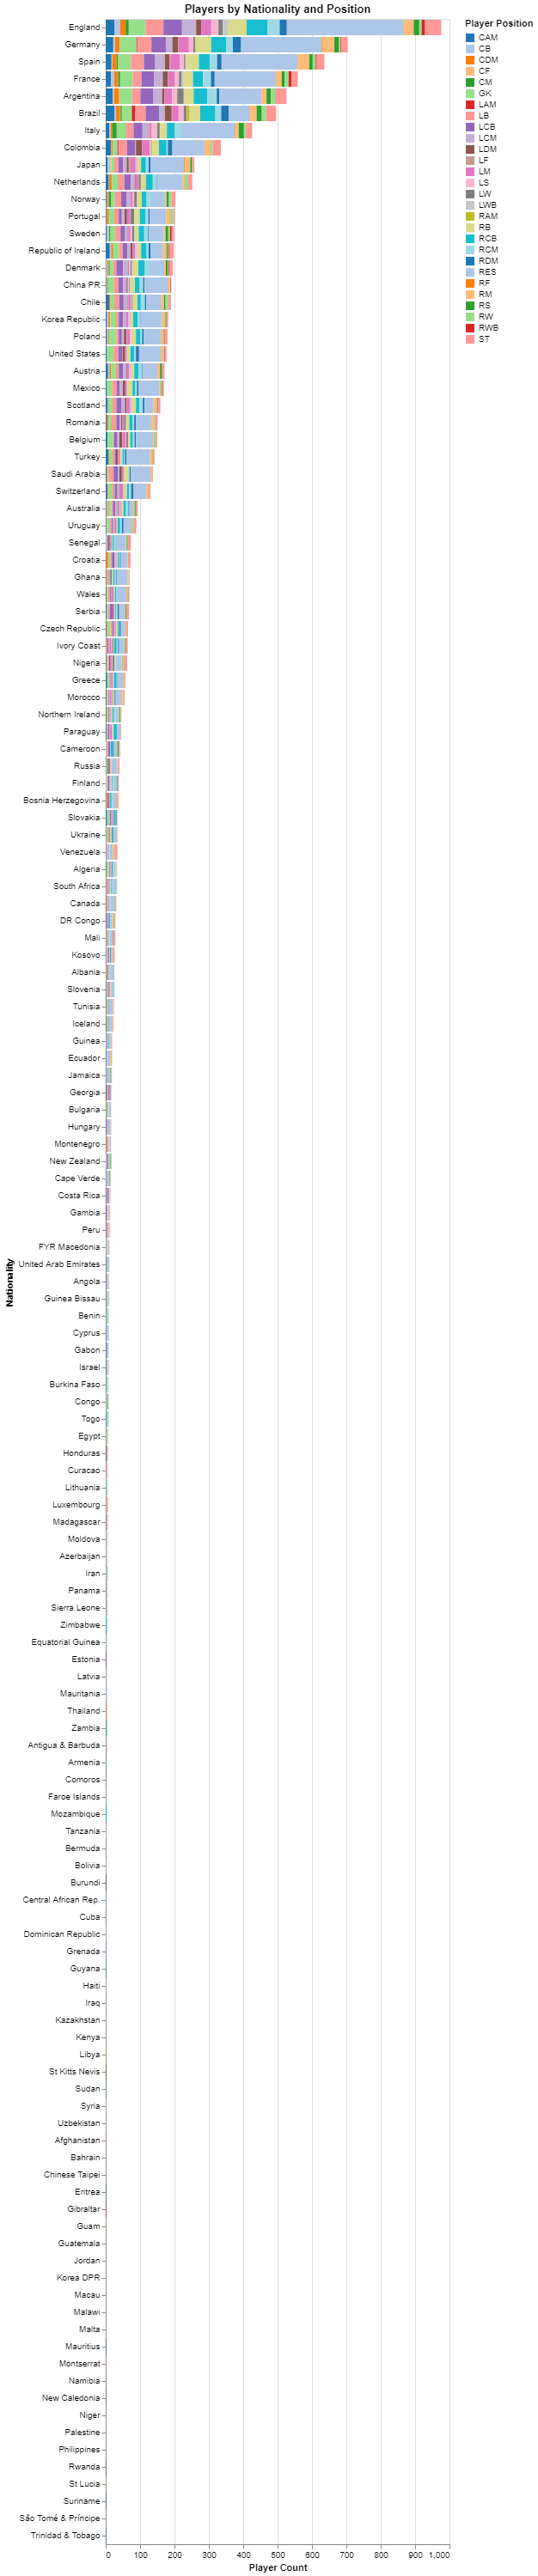 Players by Nationality and Position
Player Position
CAM
CB
CDM
CF
CM
GK
LAM
LB
LCB
LCM
LDM
LF
LM
LS
LW
LWB
RAM
RB
RCB
RCM
RDM
RES
RF
RM
RS
RW
RWB
ST
Nationality
England
Germany
Spain
France
Argentina
Brazil
Italy
Colombia
Japan
Netherlands
Norway
Portugal
Sweden
Republic of Ireland
Denmark
China PR
Chile
Korea Republic
Poland
United States
Austria
Mexico
Scotland
Romania
Belgium
Turkey
Saudi Arabia
Switzerland
Australia
Uruguay
Senegal
Croatia
Ghana
Wales
Serbia
Czech Republic
Ivory Coast
Nigeria
Greece
Morocco
Northern Ireland
Paraguay
Cameroon
Russia
Finland
Bosnia Herzegovina
Slovakia
Ukraine
Venezuela
Algeria
South Africa
Canada
DR Congo
Mali
Kosovo
Albania
Slovenia
Tunisia
Iceland
Guinea
Ecuador
Jamaica
Georgia
Bulgaria
Hungary
Montenegro
New Zealand
Cape Verde
Costa Rica
Gambia
Peru
FYR Macedonia
United Arab Emirates
Angola
Guinea Bissau
Benin
Cyprus
Gabon
Israel
Burkina Faso
Congo
Togo
Egypt
Honduras
Curacao
Lithuania
Luxembourg
Madagascar
Moldova
Azerbaijan
Iran
Panama
Sierra Leone
Zimbabwe
Equatorial Guinea
Estonia
Latvia
Mauritania
Thailand
Zambia
Antigua & Barbuda
Armenia
Comoros
Faroe Islands
Mozambique
Tanzania
Bermuda
Bolivia
Burundi
Central African Rep.
Cuba
Dominican Republic
Grenada
Guyana
Haiti
Iraq
Kazakhstan
Kenya
Libya
St Kitts Nevis
Sudan
Syria
Uzbekistan
Afghanistan
Bahrain
Chinese Taipei
Eritrea
Gibraltar
Guam
Guatemala
Jordan
Korea DPR
Macau
Malawi
Malta
Mauritius
Montserrat
Namibia
New Caledonia
Niger
Palestine
Philippines
Rwanda
St Lucia
Suriname
São Tomé & Príncipe
Trinidad & Tobago
0 100 200 300 400 500 600 700 800 900 1,000
Player Count